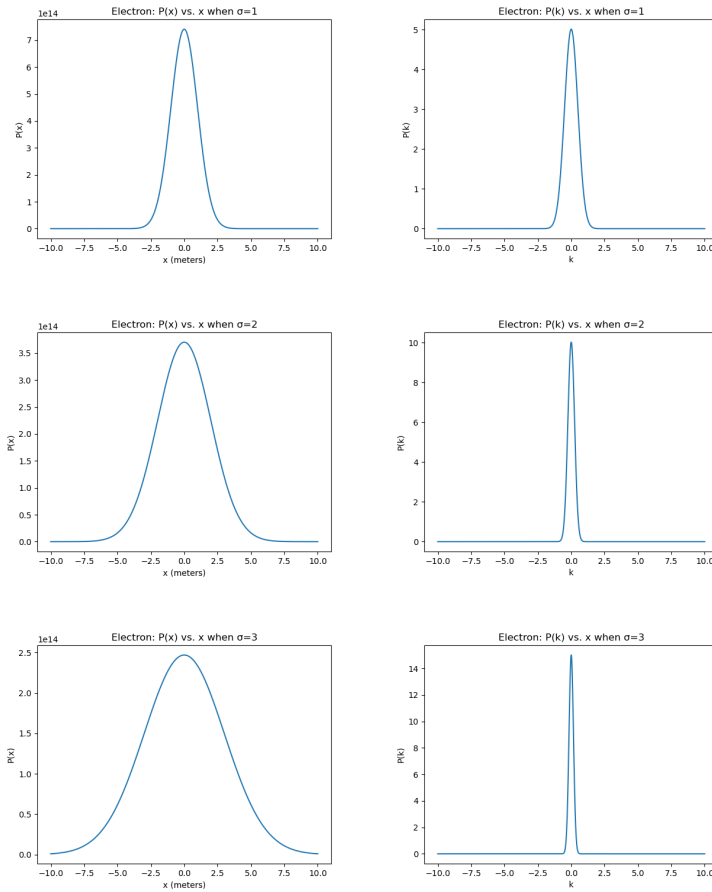 Electron: P(x) vs. x when σ=1
1e14
P(x)
7
6
5
4
3
2
1
0
−10.0 −7.5 −5.0 −2.5 0.0 2.5 5.0 7.5 10.0
x (meters)
Electron: P(k) vs. x when σ=1
P(k)
5
4
3
2
1
0
−10.0 −7.5 −5.0 −2.5 0.0 2.5 5.0 7.5 10.0
k
Electron: P(x) vs. x when σ=2
1e14
P(x)
3.5
3.0
2.5
2.0
1.5
1.0
0.5
0.0
−10.0 −7.5 −5.0 −2.5 0.0 2.5 5.0 7.5 10.0
x (meters)
Electron: P(k) vs. x when σ=2
P(k)
10
8
6
4
2
0
−10.0 −7.5 −5.0 −2.5 0.0 2.5 5.0 7.5 10.0
k
Electron: P(x) vs. x when σ=3
1e14
P(x)
2.5
2.0
1.5
1.0
0.5
0.0
−10.0 −7.5 −5.0 −2.5 0.0 2.5 5.0 7.5 10.0
x (meters)
Electron: P(k) vs. x when σ=3
P(k)
14
12
10
8
6
4
2
0
−10.0 −7.5 −5.0 −2.5 0.0 2.5 5.0 7.5 10.0
k